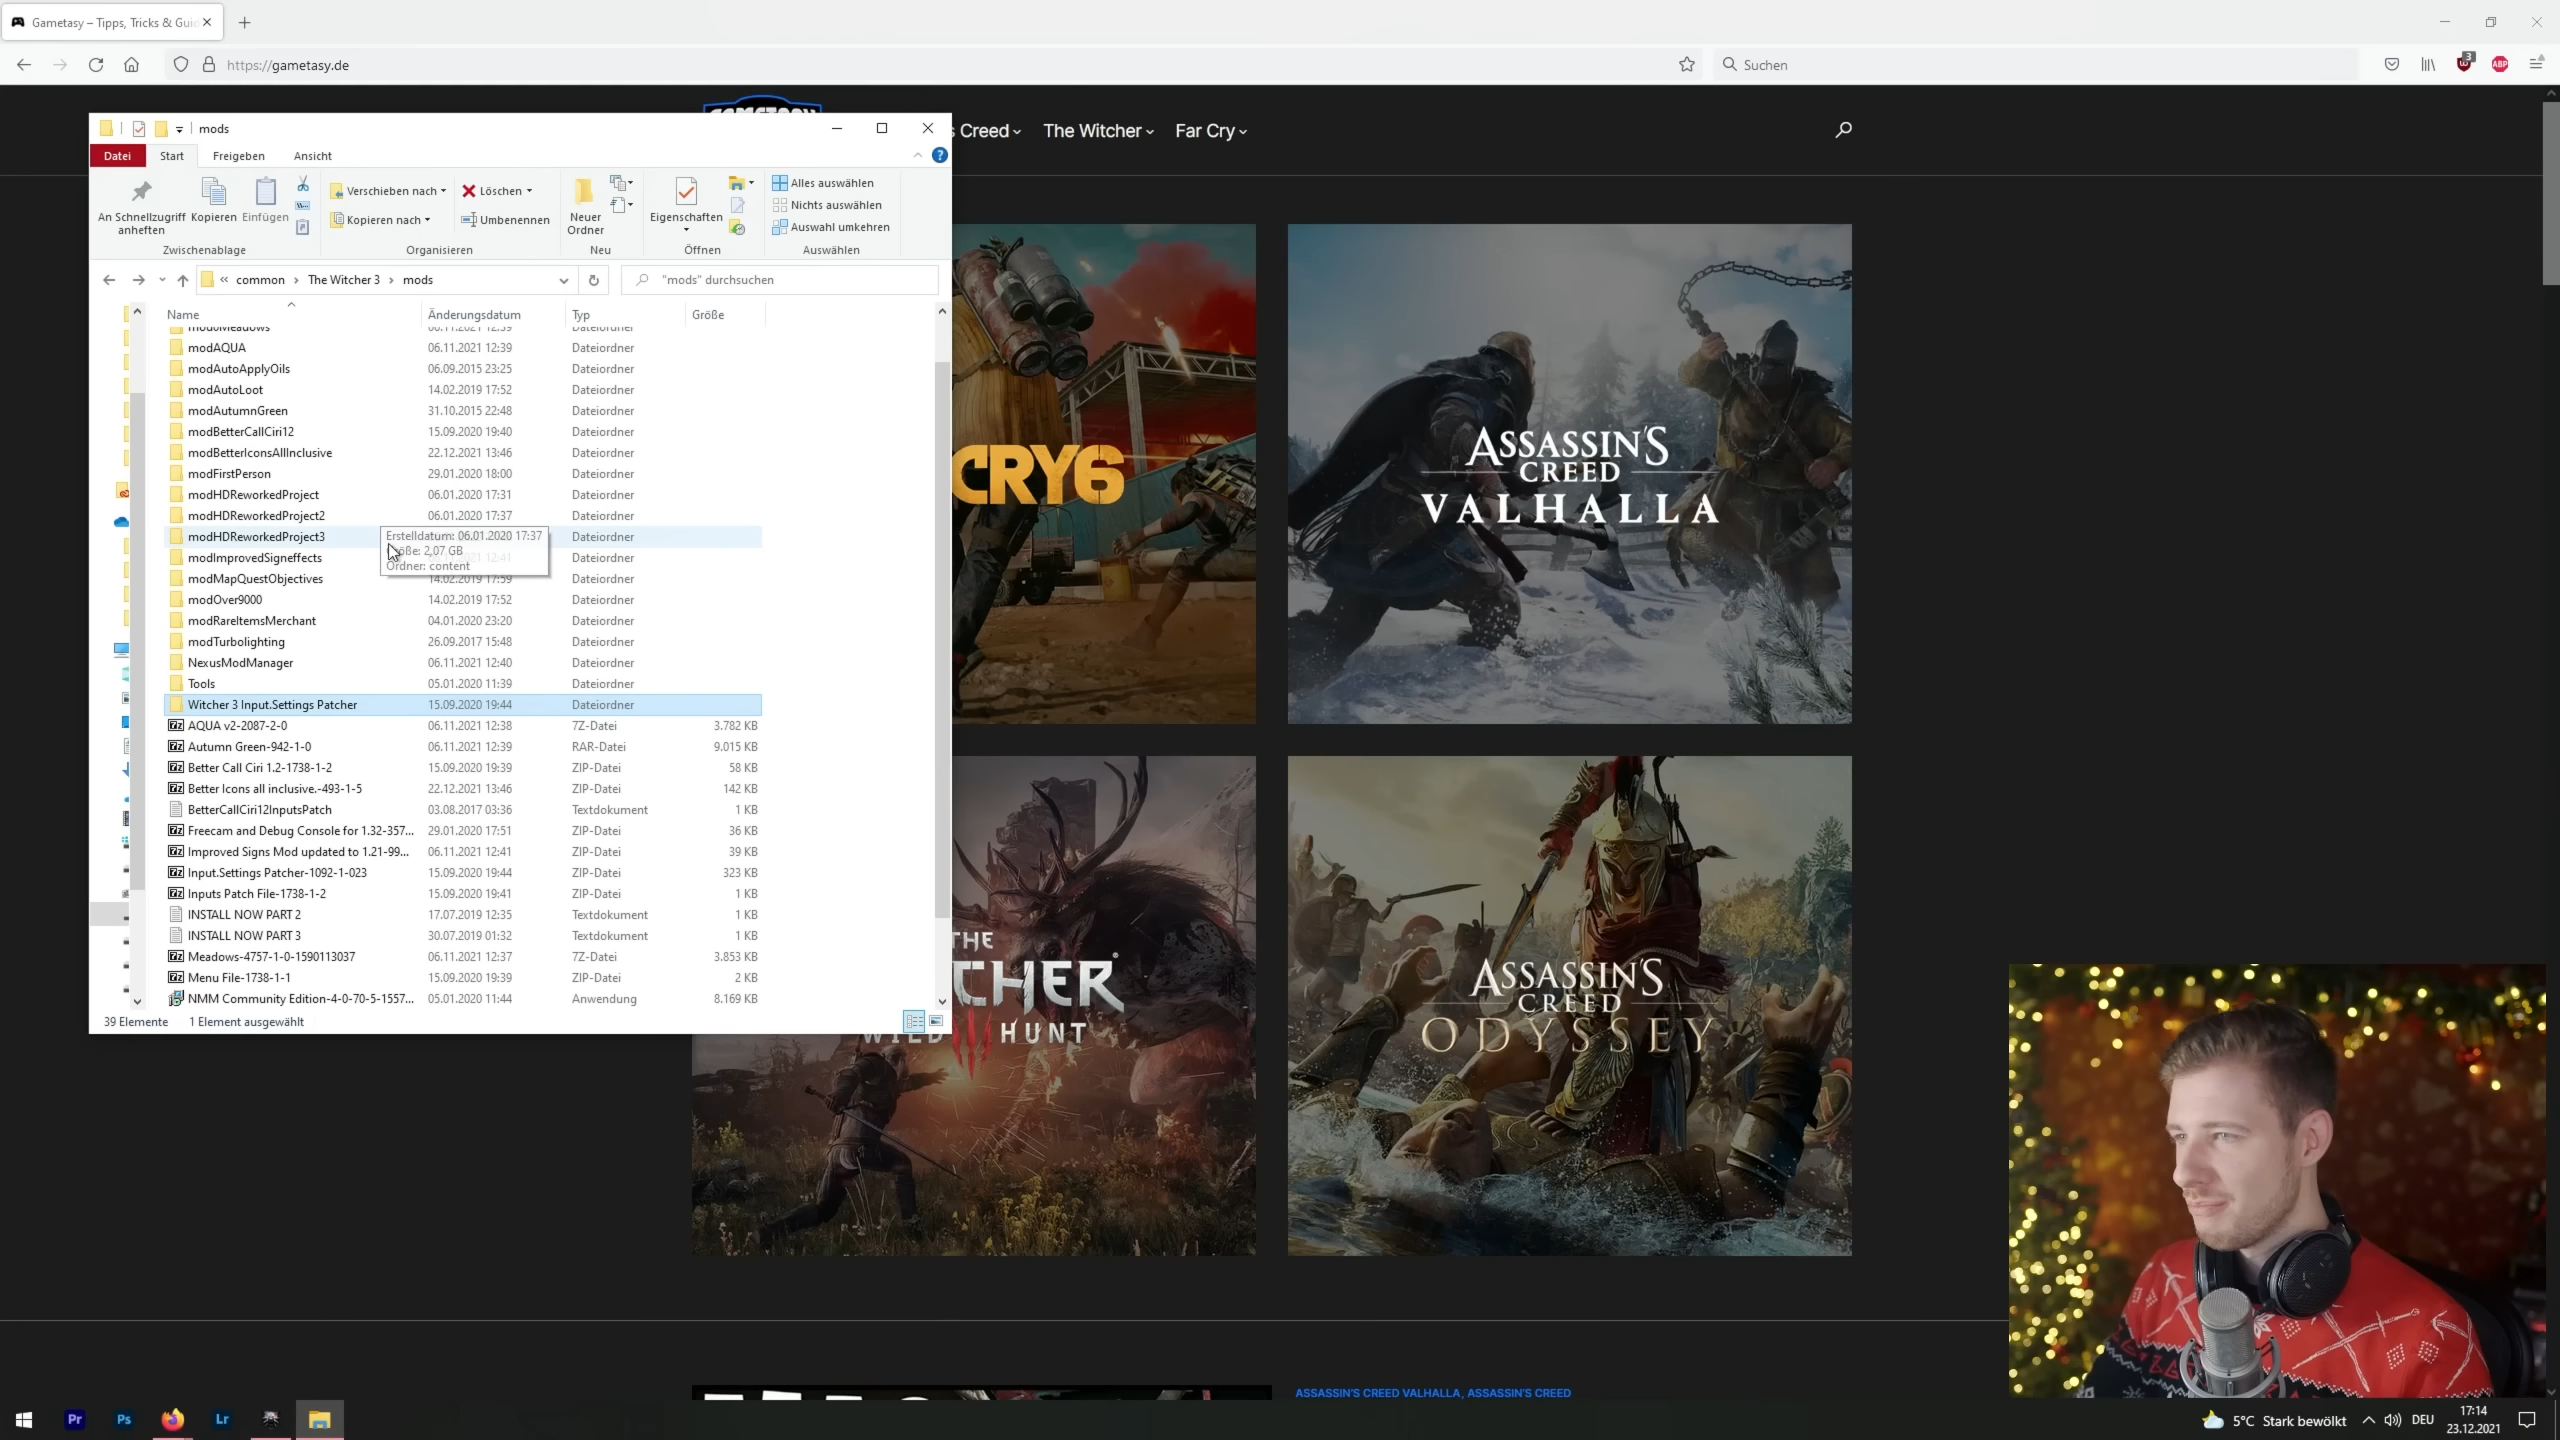 Gametasy – Tipps, Tricks & Guid
https://gametasy.de
Suchen
3
ABP
Creed
The Witcher
Far Cry
mods
Datei
Start
Freigeben
Ansicht
An Schnellzugriff
anheften
Kopieren
Einfügen
Zwischenablage
Verschieben nach
Kopieren nach
Löschen
Umbenennen
Organisieren
Neuer
Ordner
Neu
Eigenschaften
Öffnen
Alles auswählen
Nichts auswählen
Auswahl umkehren
Auswählen
« common › The Witcher 3 › mods
"mods" durchsuchen
Name Änderungsdatum Typ Größe
modAQUA 06.11.2021 12:39 Dateiordner
modAutoApplyOils 06.09.2015 23:25 Dateiordner
modAutoLoot 14.02.2019 17:52 Dateiordner
modAutumnGreen 31.10.2015 22:48 Dateiordner
modBetterCallCiri12 15.09.2020 19:40 Dateiordner
modBetterIconsAllInclusive 22.12.2021 13:46 Dateiordner
modFirstPerson 29.01.2020 18:00 Dateiordner
modHDReworkedProject 06.01.2020 17:31 Dateiordner
modHDReworkedProject2 06.01.2020 17:37 Dateiordner
modHDReworkedProject3 Dateiordner
Erstelldatum: 06.01.2020 17:37
Größe: 2,07 GB
Ordner: content
modImprovedSigneffects 12:41 Dateiordner
modMapQuestObjectives 14.02.2019 17:59 Dateiordner
modOver9000 14.02.2019 17:52 Dateiordner
modRareItemsMerchant 04.01.2020 23:20 Dateiordner
modTurbolighting 26.09.2017 15:48 Dateiordner
NexusModManager 06.11.2021 12:40 Dateiordner
Tools 05.01.2020 11:39 Dateiordner
Witcher 3 Input.Settings Patcher 15.09.2020 19:44 Dateiordner
AQUA v2-2087-2-0 06.11.2021 12:38 7Z-Datei 3.782 KB
Autumn Green-942-1-0 06.11.2021 12:39 RAR-Datei 9.015 KB
Better Call Ciri 1.2-1738-1-2 15.09.2020 19:39 ZIP-Datei 58 KB
Better Icons all inclusive.-493-1-5 22.12.2021 13:46 ZIP-Datei 142 KB
BetterCallCiri12InputsPatch 03.08.2017 03:36 Textdokument 1 KB
Freecam and Debug Console for 1.32-357... 29.01.2020 17:51 ZIP-Datei 36 KB
Improved Signs Mod updated to 1.21-99... 06.11.2021 12:41 ZIP-Datei 39 KB
Input.Settings Patcher-1092-1-023 15.09.2020 19:44 ZIP-Datei 323 KB
Inputs Patch File-1738-1-2 15.09.2020 19:41 ZIP-Datei 1 KB
INSTALL NOW PART 2 17.07.2019 12:35 Textdokument 1 KB
INSTALL NOW PART 3 30.07.2019 01:32 Textdokument 1 KB
Meadows-4757-1-0-1590113037 06.11.2021 12:37 7Z-Datei 3.853 KB
Menu File-1738-1-1 15.09.2020 19:39 ZIP-Datei 2 KB
NMM Community Edition-4-0-70-5-1557... 05.01.2020 11:44 Anwendung 8.169 KB
39 Elemente 1 Element ausgewählt
CRY6
ASSASSIN'S
CREED
VALHALLA
THE
WILD HUNT
ASSASSIN'S
CREED
ODYSSEY
ASSASSIN'S CREED VALHALLA, ASSASSIN'S CREED
Pr
Ps
Lr
5°C Stark bewölkt
DEU
17:14
23.12.2021